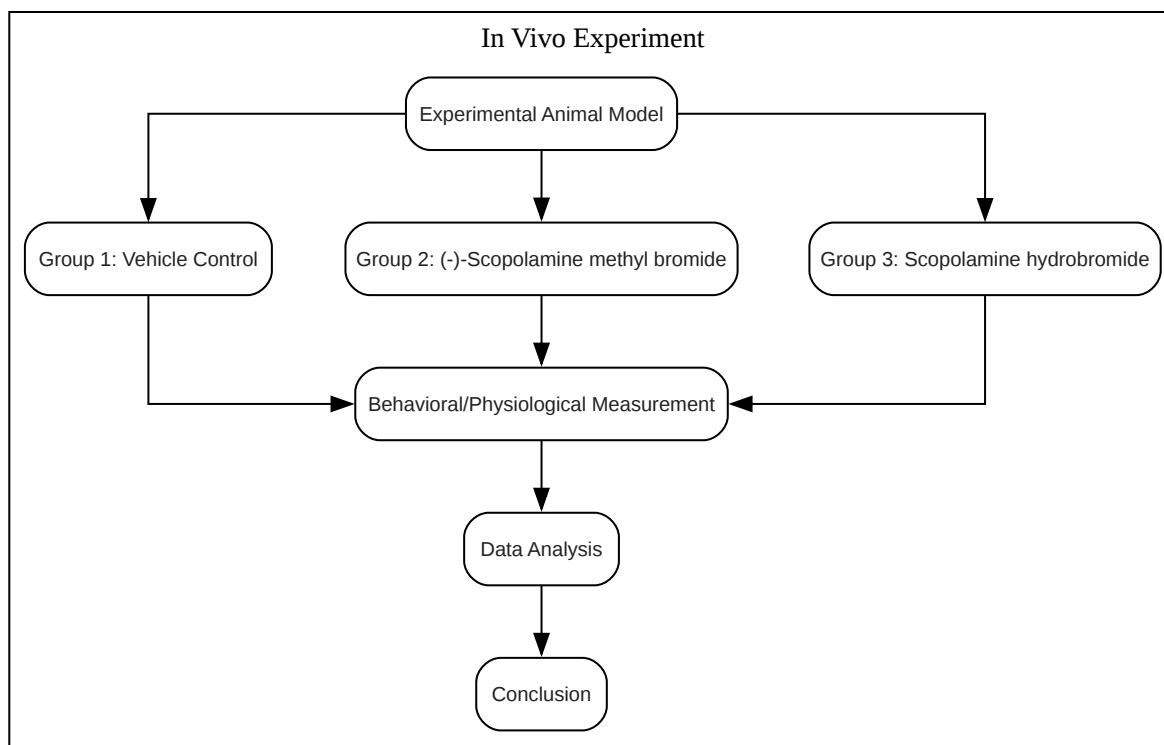 In Vivo Experiment
Experimental Animal Model
Group 1: Vehicle Control
Group 2: (-)-Scopolamine methyl bromide
Group 3: Scopolamine hydrobromide
Behavioral/Physiological Measurement
Data Analysis
Conclusion